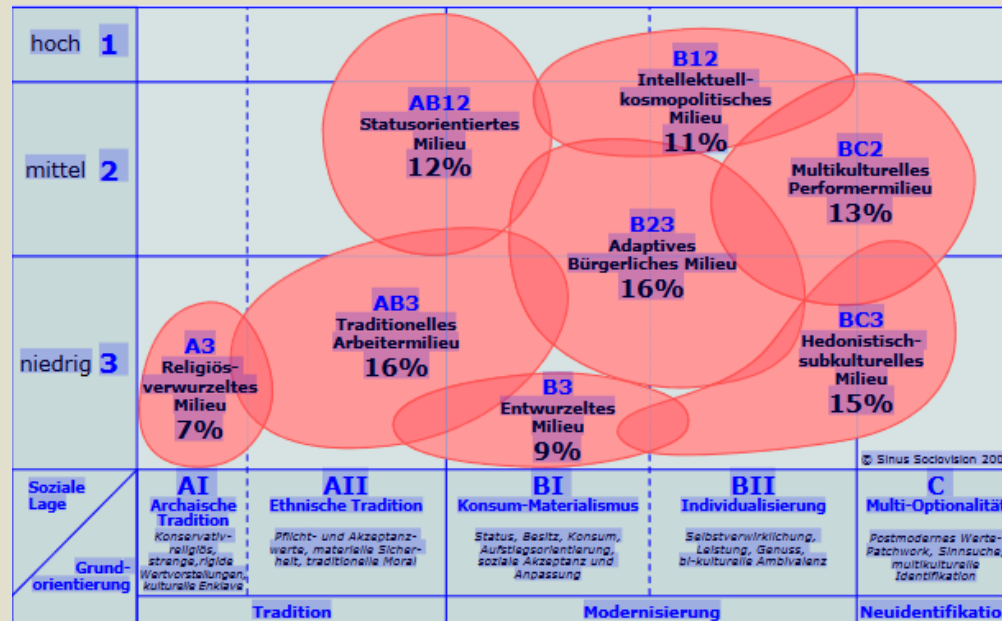 hoch 1
mittel 2
niedrig 3
AB12
Statusorientiertes
Milieu
12%
B12
Intellektuell-
kosmopolitisches
Milieu
11%
BC2
Multikulturelles
Performermilieu
13%
B23
Adaptives
Bürgerliches Milieu
16%
AB3
Traditionelles
Arbeitermilieu
16%
A3
Religiös-
verwurzeltes
Milieu
7%
B3
Entwurzeltes
Milieu
9%
BC3
Hedonistisch-
subkulturelles
Milieu
15%
© Sinus Sociovision 200
Soziale
Lage
Grund-
orientierung
AI
Archaische
Tradition
Konservativ-
religiös,
strenge,rigide
Wertvorstellungen,
kulturelle Enklave
AII
Ethnische Tradition
Pflicht- und Akzeptanz-
werte, materielle Sicher-
heit, traditionelle Moral
BI
Konsum-Materialismus
Status, Besitz, Konsum,
Aufstiegsorientierung,
soziale Akzeptanz und
Anpassung
BII
Individualisierung
Selbstverwirklichung,
Leistung, Genuss,
bi-kulturelle Ambivalenz
C
Multi-Optionalität
Postmodernes Werte-
Patchwork, Sinnsuche,
multikulturelle
Identifikation
Tradition
Modernisierung
Neuidentifikatio